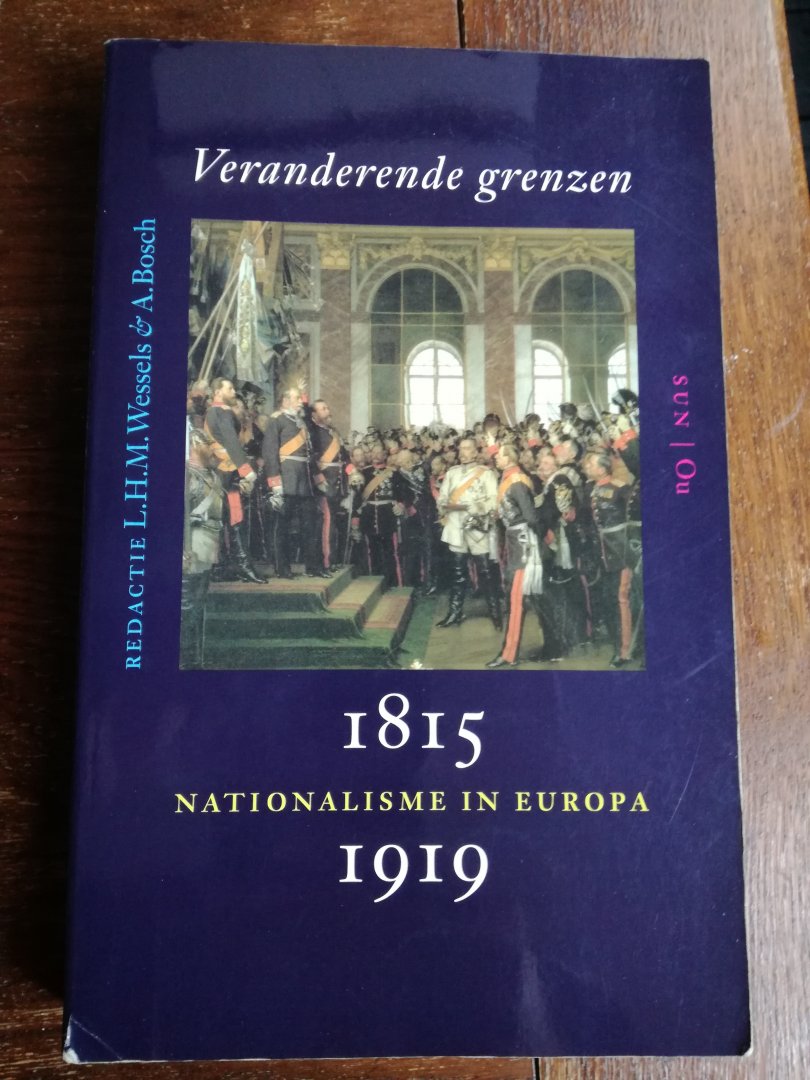 Veranderende grenzen
REDACTIE L.H.M. Wessels & A. Bosch
SUN | Ou
1815
NATIONALISME IN EUROPA
1919